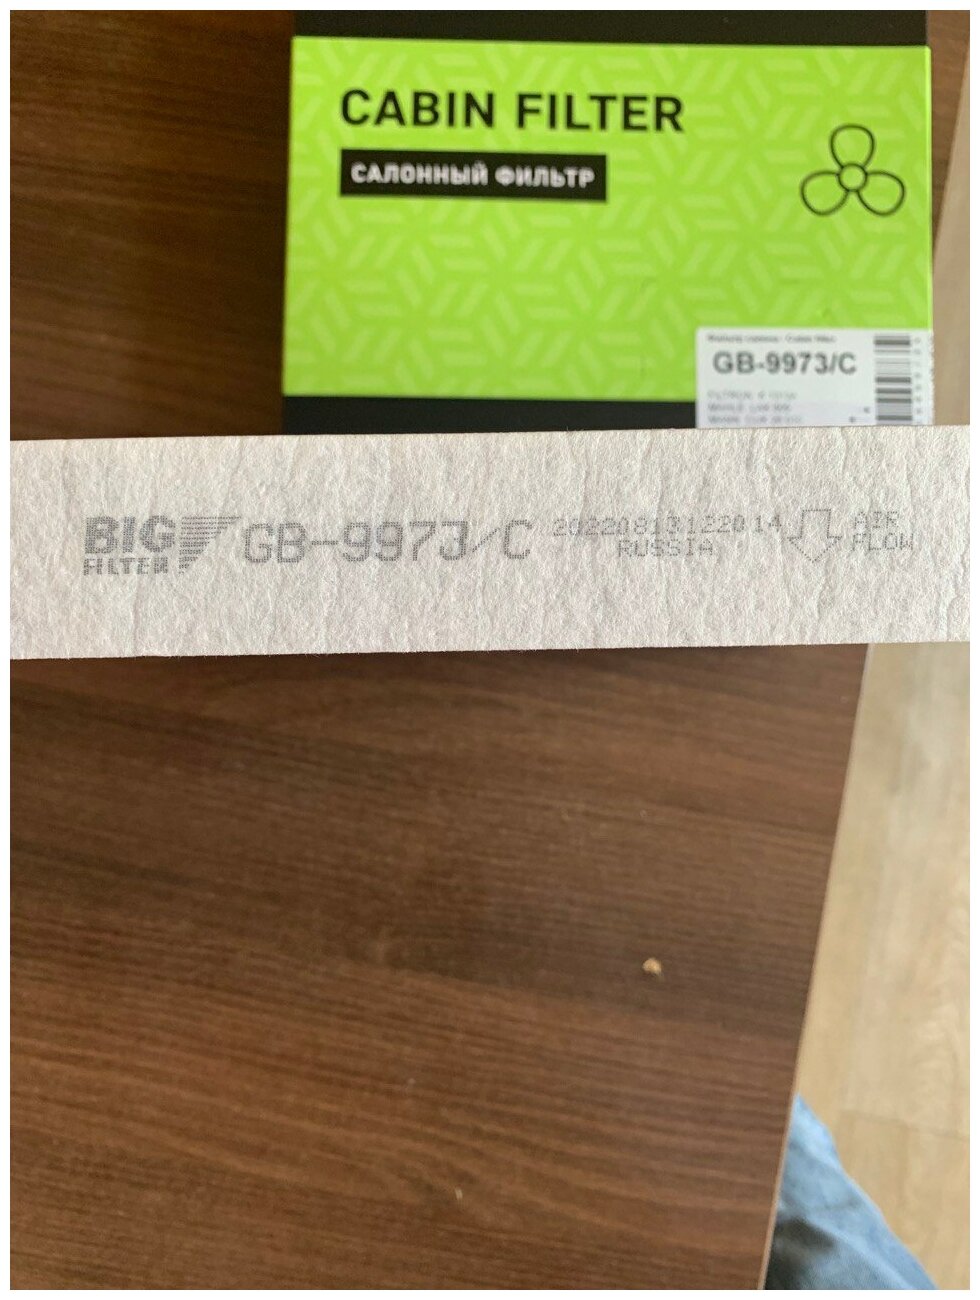 CABIN FILTER
САЛОННЫЙ ФИЛЬТР
GB-9973/C
BIG
FILTER
GB-9973/C
20220813122014
RUSSIA
AIR
FLOW